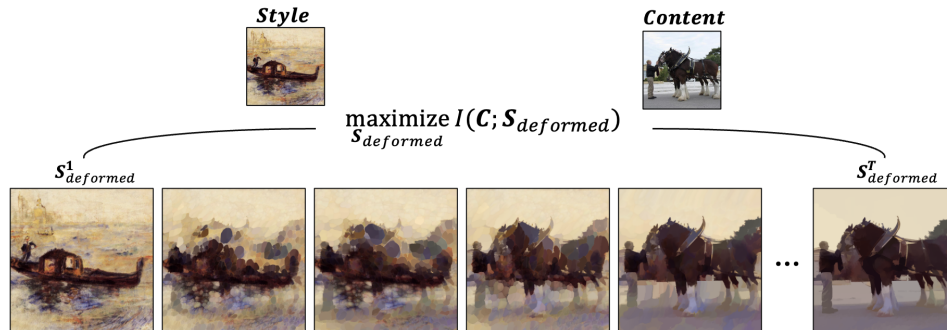 Style
Content
maximize I(C; S_deformed)
S_deformed
S^1_deformed
S^T_deformed
...